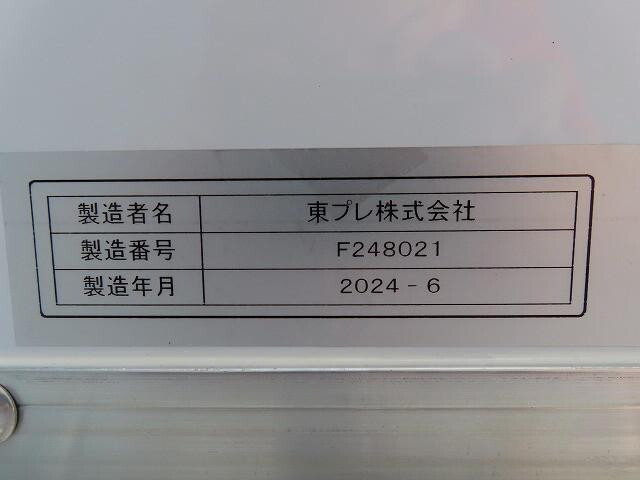 製造者名 東プレ株式会社
製造番号 F248021
製造年月 2024-6